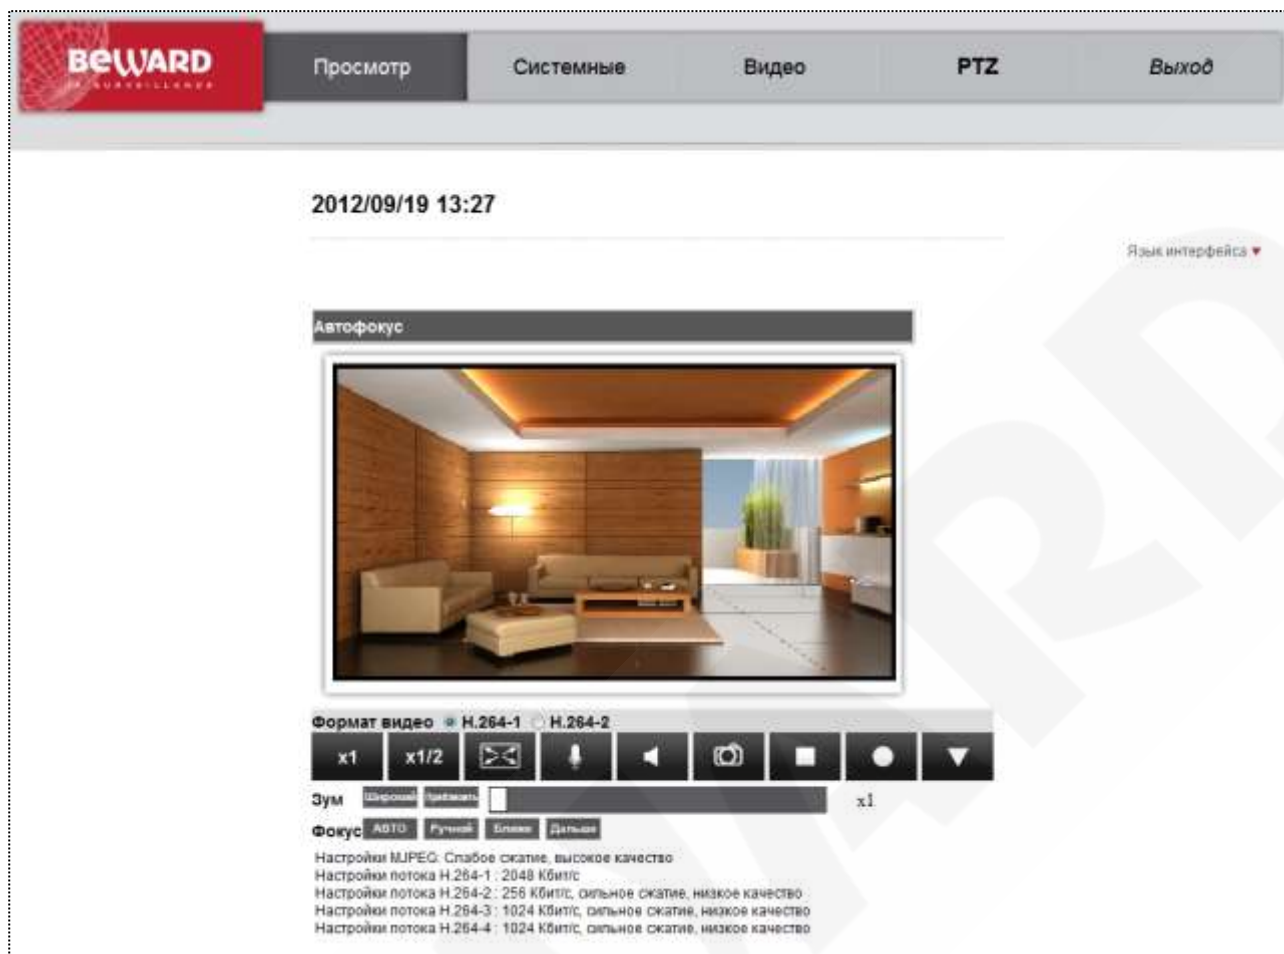 BEWARD
IP SURVEILLANCE
Просмотр
Системные
Видео
PTZ
Выход
2012/09/19 13:27
Язык интерфейса
Автофокус
Формат видео H.264-1 H.264-2
x1 x1/2
Зум Широкий x1
Фокус АВТО Ручной Ближе Дальше
Настройки MJPEG: Слабое сжатие, высокое качество
Настройки потока H.264-1 : 2048 Кбит/с
Настройки потока H.264-2 : 256 Кбит/с, сильное сжатие, низкое качество
Настройки потока H.264-3 : 1024 Кбит/с, сильное сжатие, низкое качество
Настройки потока H.264-4 : 1024 Кбит/с, сильное сжатие, низкое качество